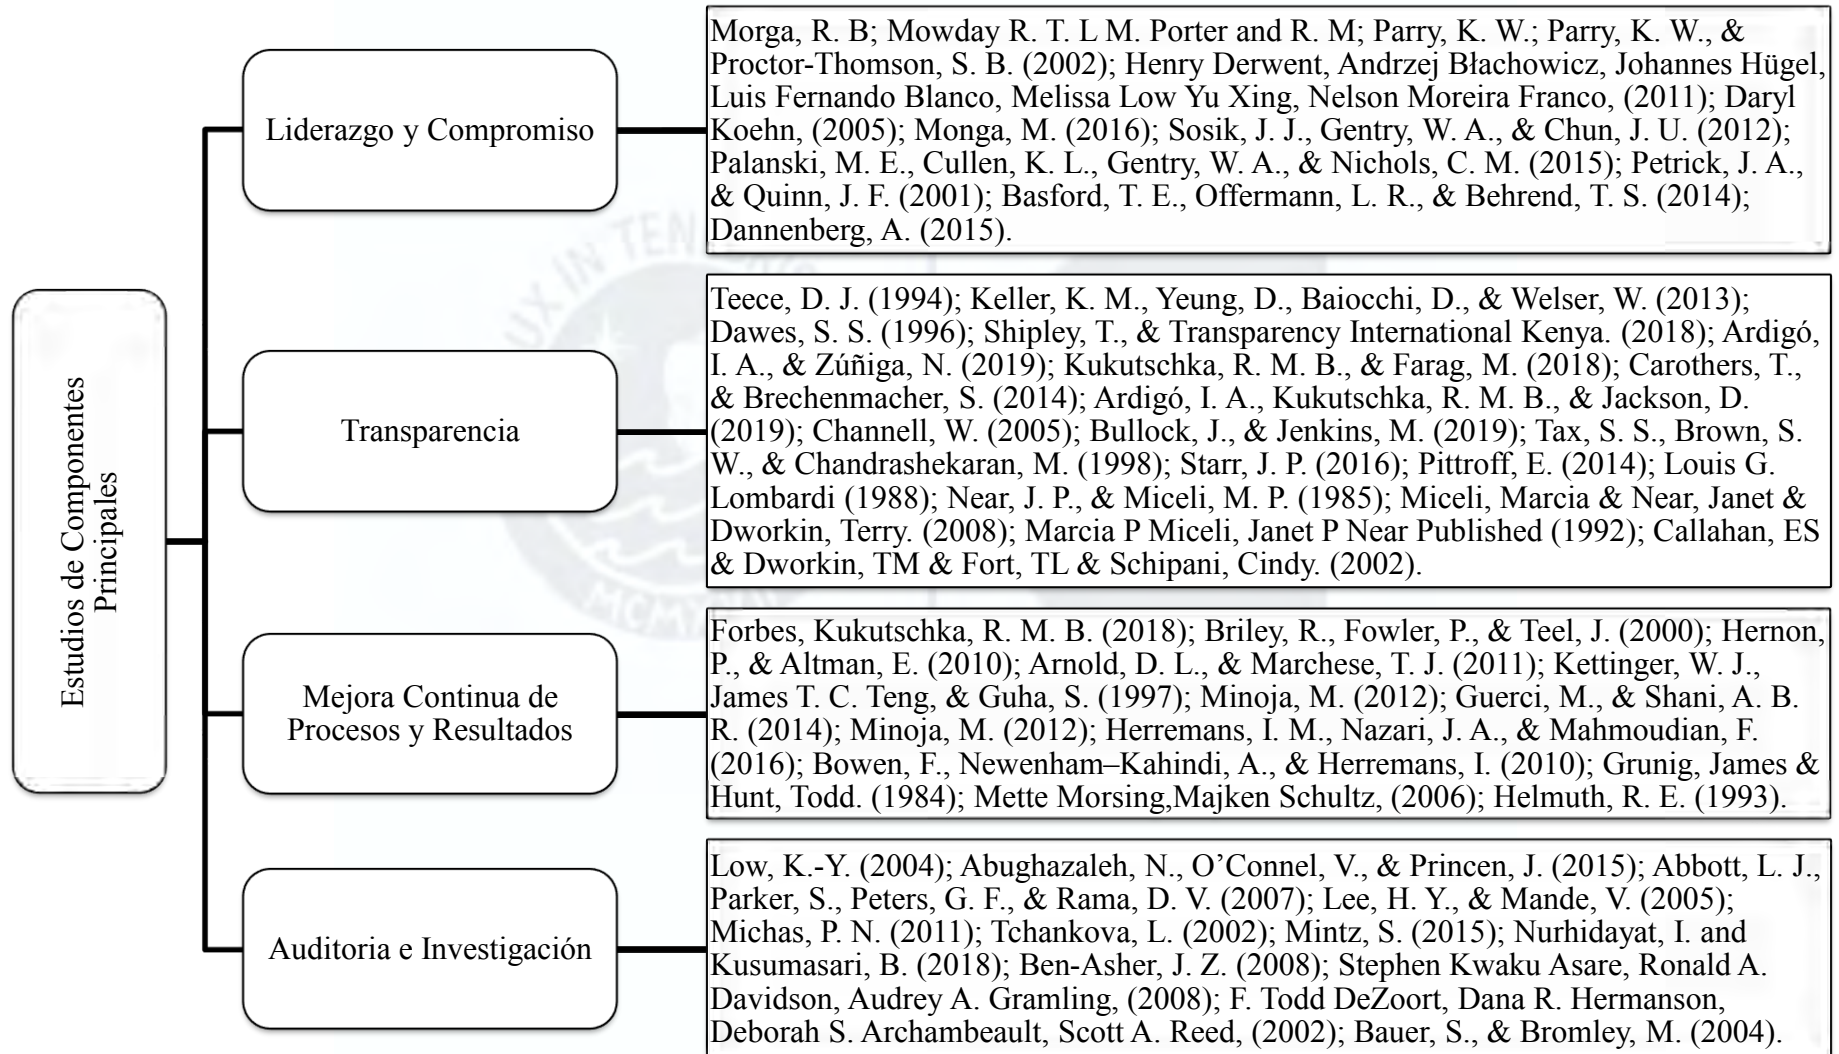 Estudios de Componentes
Principales
Liderazgo y Compromiso
Morga, R. B; Mowday R. T. L M. Porter and R. M; Parry, K. W.; Parry, K. W., &
Proctor-Thomson, S. B. (2002); Henry Derwent, Andrzej Błachowicz, Johannes Hügel,
Luis Fernando Blanco, Melissa Low Yu Xing, Nelson Moreira Franco, (2011); Daryl
Koehn, (2005); Monga, M. (2016); Sosik, J. J., Gentry, W. A., & Chun, J. U. (2012);
Palanski, M. E., Cullen, K. L., Gentry, W. A., & Nichols, C. M. (2015); Petrick, J. A.,
& Quinn, J. F. (2001); Basford, T. E., Offermann, L. R., & Behrend, T. S. (2014);
Dannenberg, A. (2015).
Transparencia
Teece, D. J. (1994); Keller, K. M., Yeung, D., Baiocchi, D., & Welser, W. (2013);
Dawes, S. S. (1996); Shipley, T., & Transparency International Kenya. (2018); Ardigó,
I. A., & Zúñiga, N. (2019); Kukutschka, R. M. B., & Farag, M. (2018); Carothers, T.,
& Brechenmacher, S. (2014); Ardigó, I. A., Kukutschka, R. M. B., & Jackson, D.
(2019); Channell, W. (2005); Bullock, J., & Jenkins, M. (2019); Tax, S. S., Brown, S.
W., & Chandrashekaran, M. (1998); Starr, J. P. (2016); Pittroff, E. (2014); Louis G.
Lombardi (1988); Near, J. P., & Miceli, M. P. (1985); Miceli, Marcia & Near, Janet &
Dworkin, Terry. (2008); Marcia P Miceli, Janet P Near Published (1992); Callahan, ES
& Dworkin, TM & Fort, TL & Schipani, Cindy. (2002).
Mejora Continua de
Procesos y Resultados
Forbes, Kukutschka, R. M. B. (2018); Briley, R., Fowler, P., & Teel, J. (2000); Hernon,
P., & Altman, E. (2010); Arnold, D. L., & Marchese, T. J. (2011); Kettinger, W. J.,
James T. C. Teng, & Guha, S. (1997); Minoja, M. (2012); Guerci, M., & Shani, A. B.
R. (2014); Minoja, M. (2012); Herremans, I. M., Nazari, J. A., & Mahmoudian, F.
(2016); Bowen, F., Newenham–Kahindi, A., & Herremans, I. (2010); Grunig, James &
Hunt, Todd. (1984); Mette Morsing,Majken Schultz, (2006); Helmuth, R. E. (1993).
Auditoria e Investigación
Low, K.-Y. (2004); Abughazaleh, N., O’Connel, V., & Princen, J. (2015); Abbott, L. J.,
Parker, S., Peters, G. F., & Rama, D. V. (2007); Lee, H. Y., & Mande, V. (2005);
Michas, P. N. (2011); Tchankova, L. (2002); Mintz, S. (2015); Nurhidayat, I. and
Kusumasari, B. (2018); Ben-Asher, J. Z. (2008); Stephen Kwaku Asare, Ronald A.
Davidson, Audrey A. Gramling, (2008); F. Todd DeZoort, Dana R. Hermanson,
Deborah S. Archambeault, Scott A. Reed, (2002); Bauer, S., & Bromley, M. (2004).